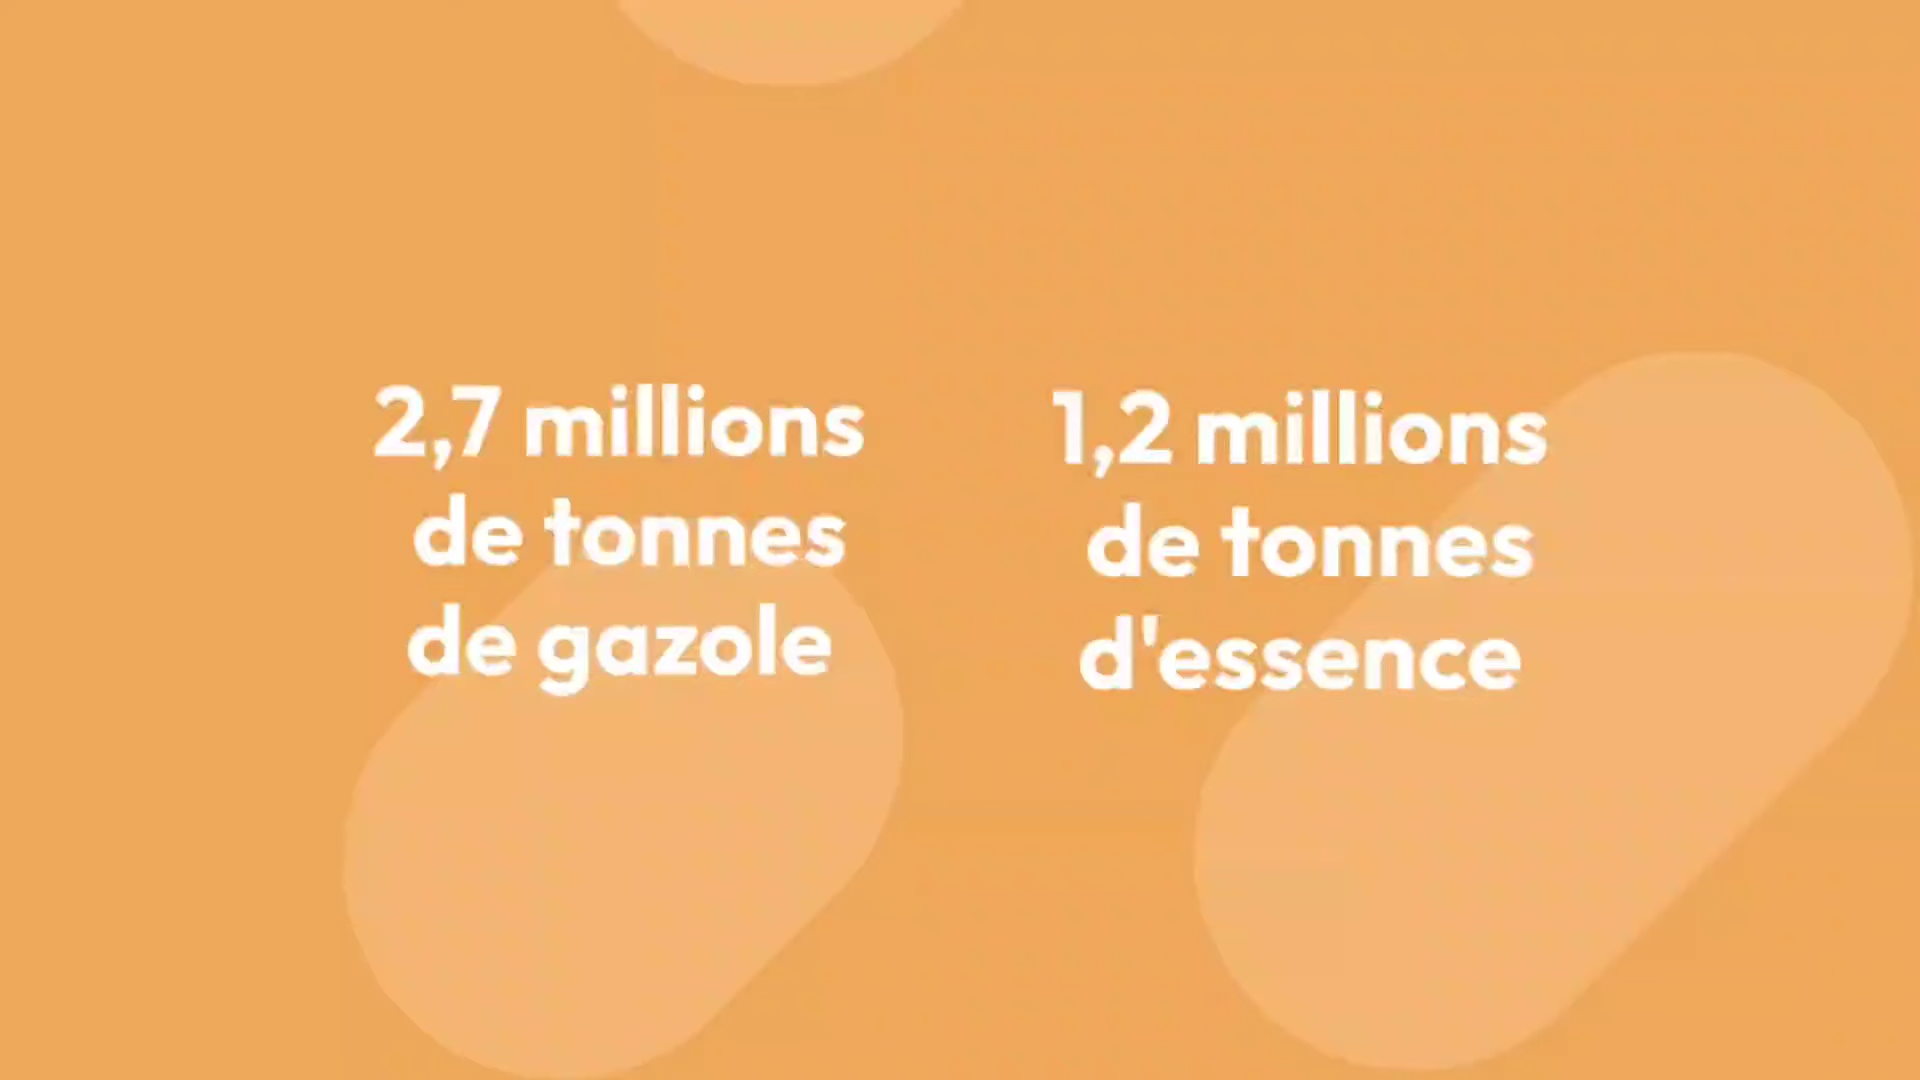 2,7 millions
de tonnes
de gazole
1,2 millions
de tonnes
d'essence